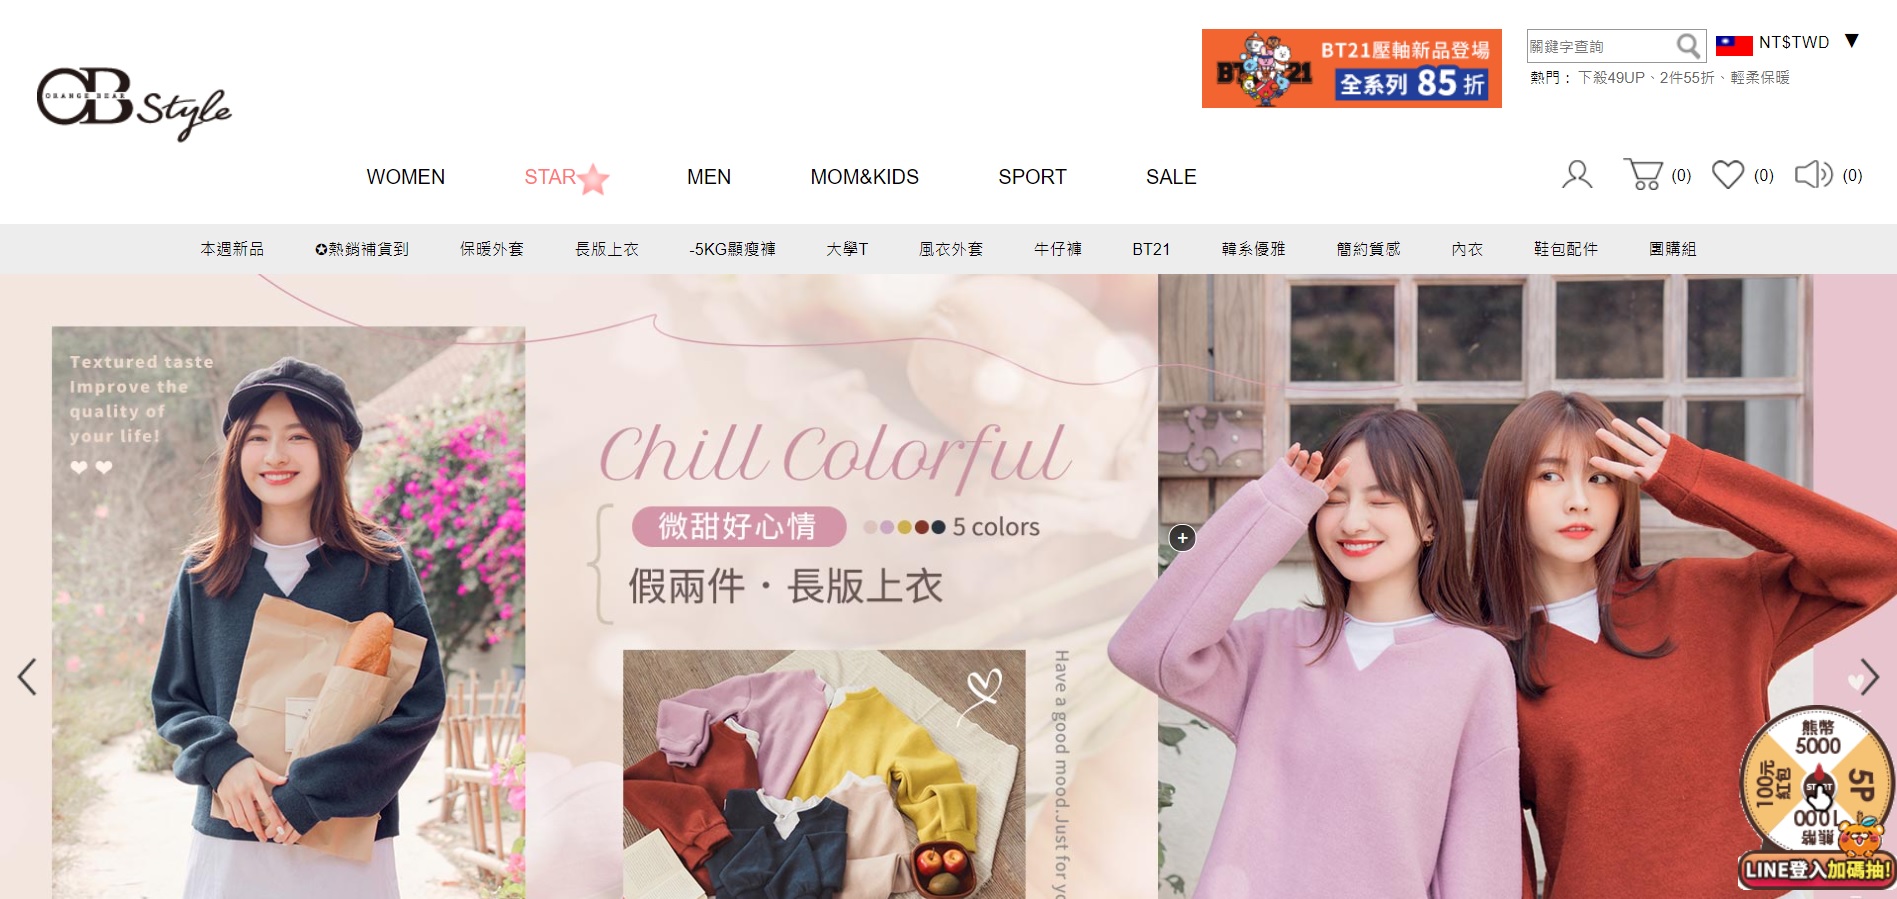 ORANGE BEAR
OB Style
BT21
BT21壓軸新品登場
全系列 85 折
關鍵字查詢
NT$TWD ▼
熱門： 下殺49UP、2件55折、輕柔保暖
WOMEN
STAR
MEN
MOM&KIDS
SPORT
SALE
(0)
(0)
(0)
本週新品
✪熱銷補貨到
保暖外套
長版上衣
-5KG顯瘦褲
大學T
風衣外套
牛仔褲
BT21
韓系優雅
簡約質感
內衣
鞋包配件
團購組
Textured taste
Improve the
quality of
your life!
Chill Colorful
微甜好心情
5 colors
假兩件・長版上衣
Have a good mood.Just for yo
熊幣
5000
5P
熊幣
1000
100元
紅包
START
LINE登入加碼抽!